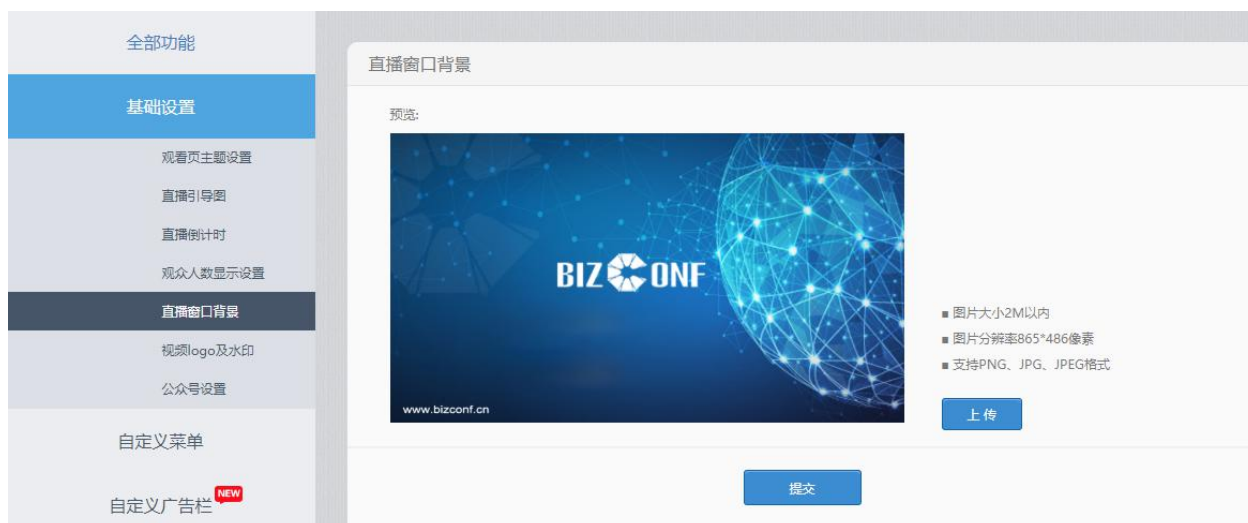 全部功能
基础设置
观看页主题设置
直播引导图
直播倒计时
观众人数显示设置
直播窗口背景
视频logo及水印
公众号设置
自定义菜单
自定义广告栏 NEW
直播窗口背景
预览:
BIZCONF
www.bizconf.cn
■ 图片大小2M以内
■ 图片分辨率865*486像素
■ 支持PNG、JPG、JPEG格式
上传
提交